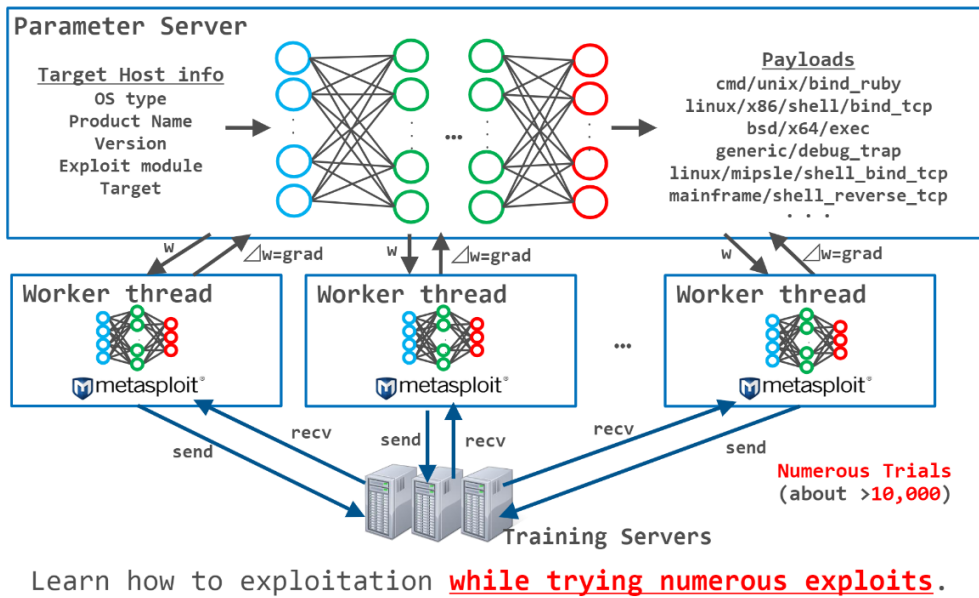 Parameter Server
Target Host info
OS type
Product Name
Version
Exploit module
Target
...
Payloads
cmd/unix/bind_ruby
linux/x86/shell/bind_tcp
bsd/x64/exec
generic/debug_trap
linux/mipsle/shell_bind_tcp
mainframe/shell_reverse_tcp
. . .
w
⊿w=grad
w
⊿w=grad
w
⊿w=grad
Worker thread
metasploit®
Worker thread
metasploit®
...
Worker thread
metasploit®
send
recv
send
recv
recv
send
Numerous Trials
(about >10,000)
Training Servers
Learn how to exploitation while trying numerous exploits.